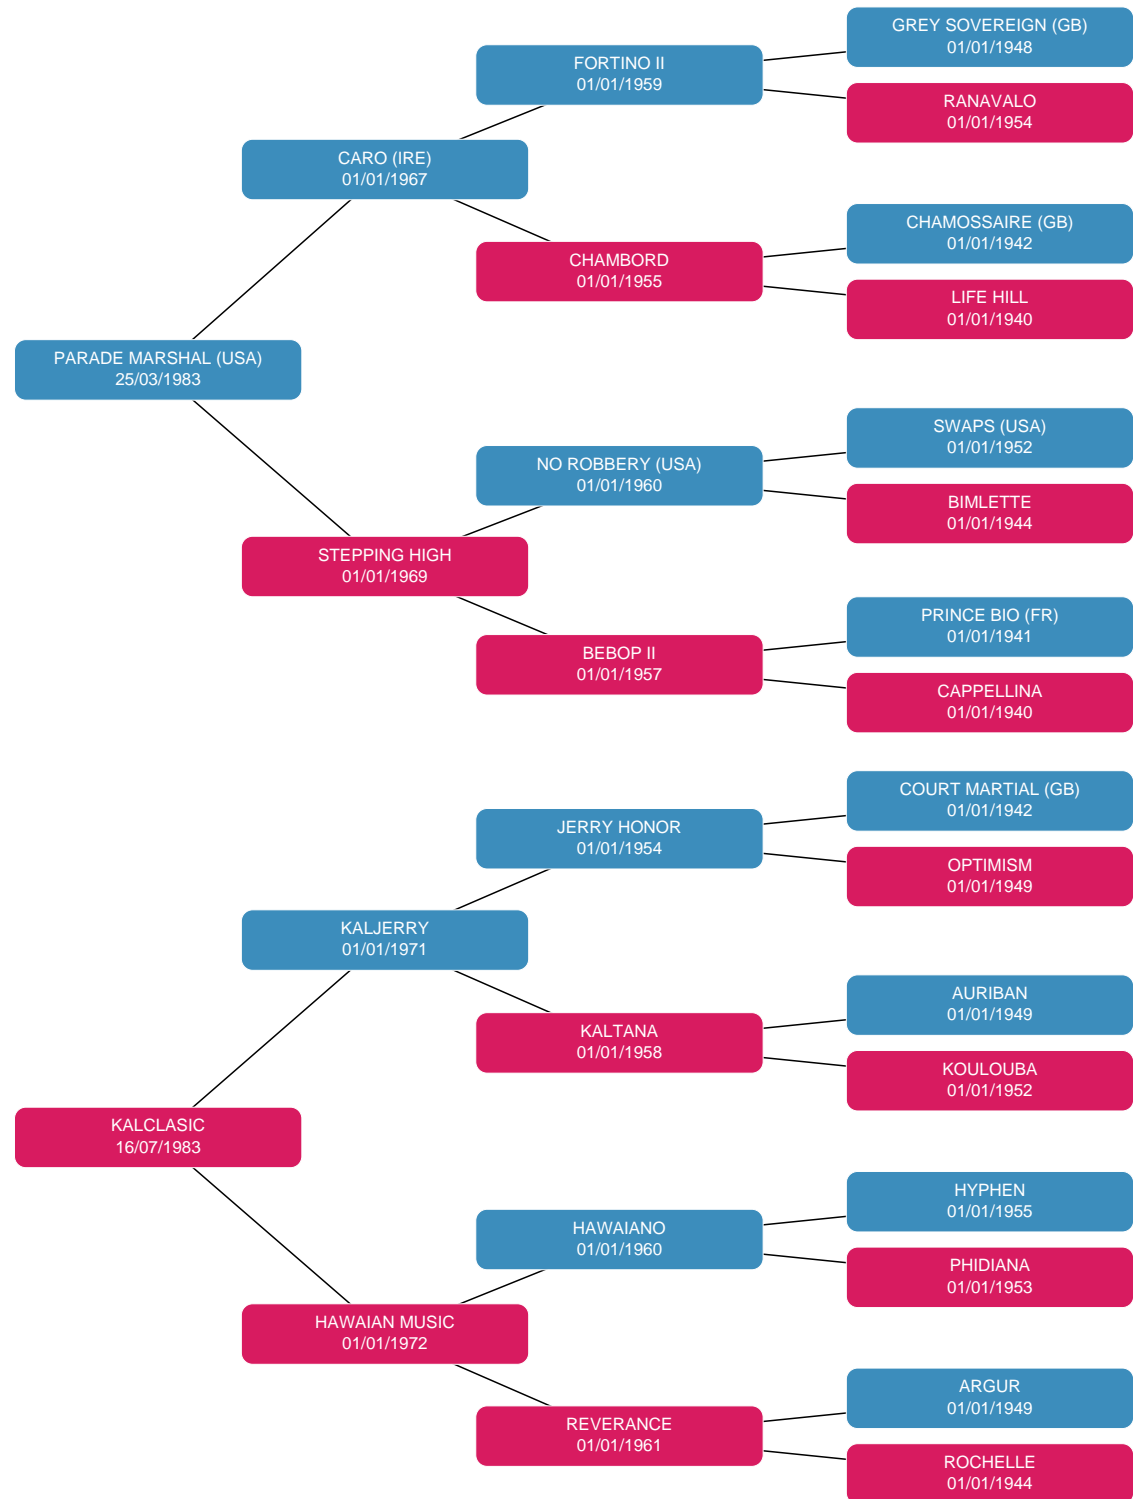 GREY SOVEREIGN (GB)
01/01/1948
FORTINO II
01/01/1959
RANAVALO
01/01/1954
CARO (IRE)
01/01/1967
CHAMOSSAIRE (GB)
01/01/1942
CHAMBORD
01/01/1955
LIFE HILL
01/01/1940
PARADE MARSHAL (USA)
25/03/1983
SWAPS (USA)
01/01/1952
NO ROBBERY (USA)
01/01/1960
BIMLETTE
01/01/1944
STEPPING HIGH
01/01/1969
PRINCE BIO (FR)
01/01/1941
BEBOP II
01/01/1957
CAPPELLINA
01/01/1940
COURT MARTIAL (GB)
01/01/1942
JERRY HONOR
01/01/1954
OPTIMISM
01/01/1949
KALJERRY
01/01/1971
AURIBAN
01/01/1949
KALTANA
01/01/1958
KOULOUBA
01/01/1952
KALCLASIC
16/07/1983
HYPHEN
01/01/1955
HAWAIANO
01/01/1960
PHIDIANA
01/01/1953
HAWAIAN MUSIC
01/01/1972
ARGUR
01/01/1949
REVERANCE
01/01/1961
ROCHELLE
01/01/1944